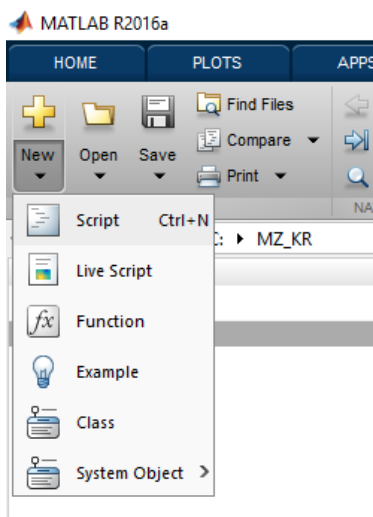 MATLAB R2016a
HOME PLOTS APPS
New Open Save Find Files
Compare
Print
NA
Script Ctrl+N
C: MZ_KR
Live Script
fx Function
Example
Class
System Object